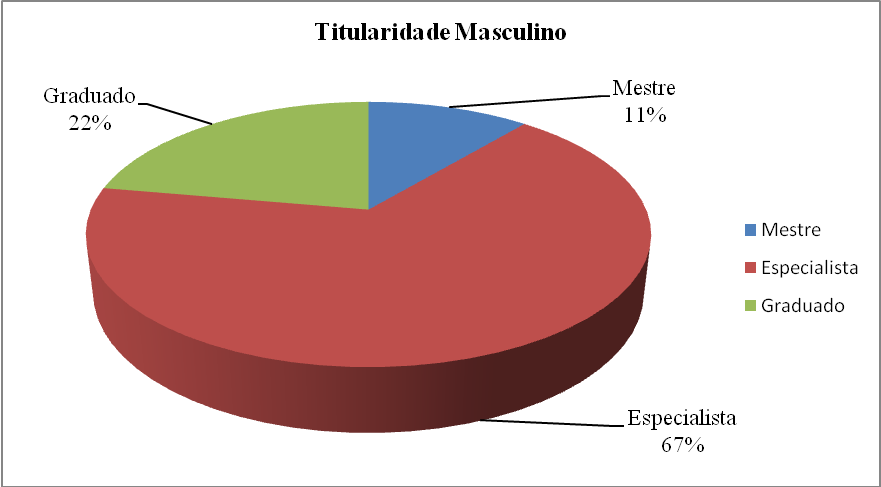 Titularidade Masculino
Graduado
22%
Mestre
11%
Mestre
Especialista
Graduado
Especialista
67%